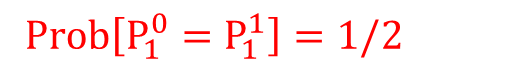 Prob[P₁⁰ = P₁¹] = 1/2